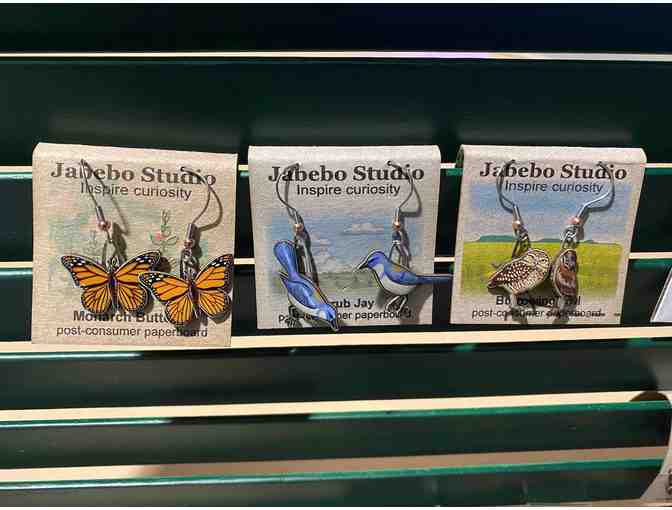 Jabebo Studio
Inspire curiosity
Monarch
post-consumer paperboard
Jabebo Studio
Inspire curiosity
Jay
paperboard
Jabebo Studio
Inspire curiosity
post-consumer paperboard